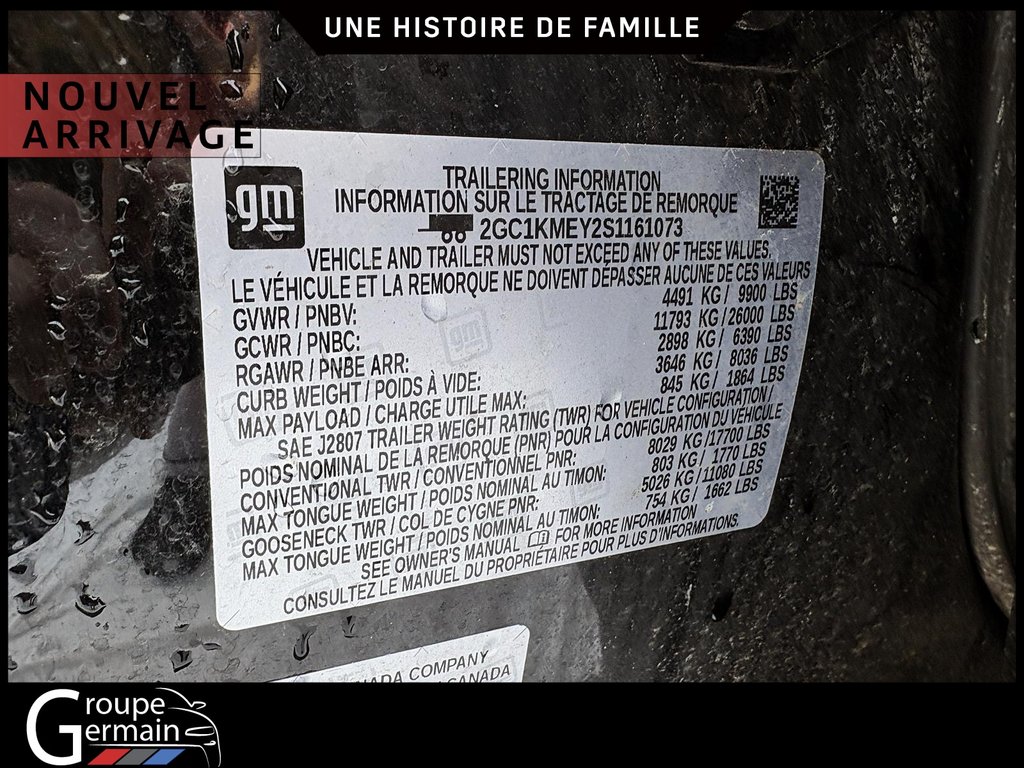 UNE HISTOIRE DE FAMILLE
NOUVEL
ARRIVAGE
gm
TRAILERING INFORMATION
INFORMATION SUR LE TRACTAGE DE REMORQUE
2GC1KMEY2S1161073
VEHICLE AND TRAILER MUST NOT EXCEED ANY OF THESE VALUES.
LE VÉHICULE ET LA REMORQUE NE DOIVENT DÉPASSER AUCUNE DE CES VALEURS
GVWR / PNBV: 4491 KG / 9900 LBS
GCWR / PNBC: 11793 KG / 26000 LBS
RGAWR / PNBE ARR: 2898 KG / 6390 LBS
CURB WEIGHT / POIDS À VIDE: 3646 KG / 8036 LBS
MAX PAYLOAD / CHARGE UTILE MAX: 845 KG / 1864 LBS
SAE J2807 TRAILER WEIGHT RATING (TWR) FOR VEHICLE CONFIGURATION /
POIDS NOMINAL DE LA REMORQUE (PNR) POUR LA CONFIGURATION DU VÉHICULE
CONVENTIONAL TWR / CONVENTIONNEL PNR: 8029 KG /17700 LBS
MAX TONGUE WEIGHT / POIDS NOMINAL AU TIMON: 803 KG / 1770 LBS
GOOSENECK TWR / COL DE CYGNE PNR: 5026 KG /11080 LBS
MAX TONGUE WEIGHT / POIDS NOMINAL AU TIMON: 754 KG / 1662 LBS
SEE OWNER'S MANUAL FOR MORE INFORMATION
CONSULTEZ LE MANUEL DU PROPRIÉTAIRE POUR PLUS D'INFORMATIONS.
COMPANY
CANADA
Groupe
Germain